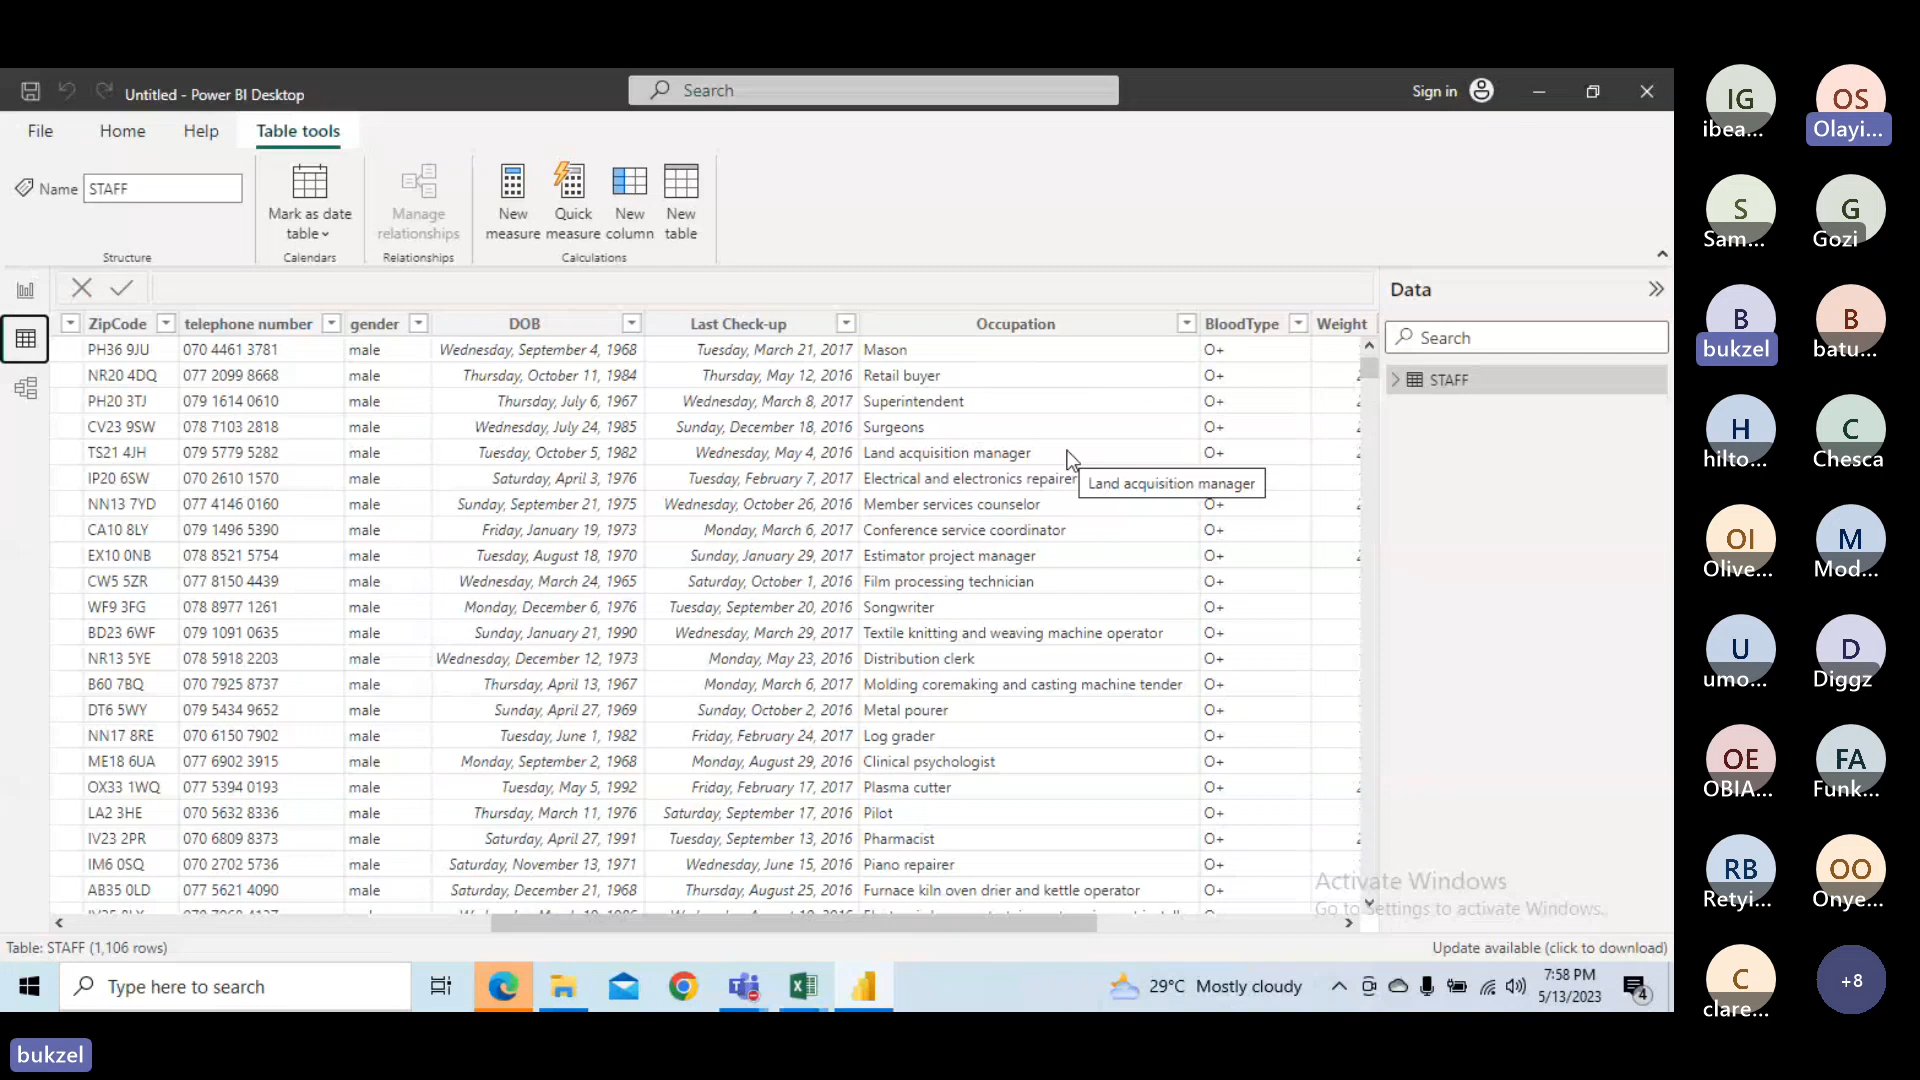 Untitled - Power BI Desktop
Search
Sign in
File Home Help Table tools
Name STAFF
Mark as date table
Manage relationships
New measure
Quick measure
New column
New table
Structure Calendars Relationships Calculations
Data
Search
STAFF
ZipCode telephone number gender DOB Last Check-up Occupation BloodType Weight
PH36 9JU 070 4461 3781 male Wednesday, September 4, 1968 Tuesday, March 21, 2017 Mason O+
NR20 4DQ 077 2099 8668 male Thursday, October 11, 1984 Thursday, May 12, 2016 Retail buyer O+
PH20 3TJ 079 1614 0610 male Thursday, July 6, 1967 Wednesday, March 8, 2017 Superintendent O+
CV23 9SW 078 7103 2818 male Wednesday, July 24, 1985 Sunday, December 18, 2016 Surgeons O+
TS21 4JH 079 5779 5282 male Tuesday, October 5, 1982 Wednesday, May 4, 2016 Land acquisition manager O+
IP20 6SW 070 2610 1570 male Saturday, April 3, 1976 Tuesday, February 7, 2017 Electrical and electronics repairer
Land acquisition manager
NN13 7YD 077 4146 0160 male Sunday, September 21, 1975 Wednesday, October 26, 2016 Member services counselor O+
CA10 8LY 079 1496 5390 male Friday, January 19, 1973 Monday, March 6, 2017 Conference service coordinator O+
EX10 0NB 078 8521 5754 male Tuesday, August 18, 1970 Sunday, January 29, 2017 Estimator project manager O+
CW5 5ZR 077 8150 4439 male Wednesday, March 24, 1965 Saturday, October 1, 2016 Film processing technician O+
WF9 3FG 078 8977 1261 male Monday, December 6, 1976 Tuesday, September 20, 2016 Songwriter O+
BD23 6WF 079 1091 0635 male Sunday, January 21, 1990 Wednesday, March 29, 2017 Textile knitting and weaving machine operator O+
NR13 5YE 078 5918 2203 male Wednesday, December 12, 1973 Monday, May 23, 2016 Distribution clerk O+
B60 7BQ 070 7925 8737 male Thursday, April 13, 1967 Monday, March 6, 2017 Molding coremaking and casting machine tender O+
DT6 5WY 079 5434 9652 male Sunday, April 27, 1969 Sunday, October 2, 2016 Metal pourer O+
NN17 8RE 070 6150 7902 male Tuesday, June 1, 1982 Friday, February 24, 2017 Log grader O+
ME18 6UA 077 6902 3915 male Monday, September 2, 1968 Monday, August 29, 2016 Clinical psychologist O+
OX33 1WQ 077 5394 0193 male Tuesday, May 5, 1992 Friday, February 17, 2017 Plasma cutter O+
LA2 3HE 070 5632 8336 male Thursday, March 11, 1976 Saturday, September 17, 2016 Pilot O+
IV23 2PR 070 6809 8373 male Saturday, April 27, 1991 Tuesday, September 13, 2016 Pharmacist O+
IM6 0SQ 070 2702 5736 male Saturday, November 13, 1971 Wednesday, June 15, 2016 Piano repairer O+
AB35 0LD 077 5621 4090 male Saturday, December 21, 1968 Thursday, August 25, 2016 Furnace kiln oven drier and kettle operator O+
Activate Windows
Go to Settings to activate Windows.
Table: STAFF (1,106 rows)
Update available (click to download)
Type here to search
29°C Mostly cloudy
7:58 PM
5/13/2023
4
bukzel
IG
ibea...
OS
Olayi...
S
Sam...
G
Gozi
B
bukzel
B
batu...
H
hilto...
C
Chesca
OI
Olive...
M
Mod...
U
umo...
D
Diggz
OE
OBIA...
FA
Funk...
RB
Retyi...
OO
Onye...
C
clare...
+8